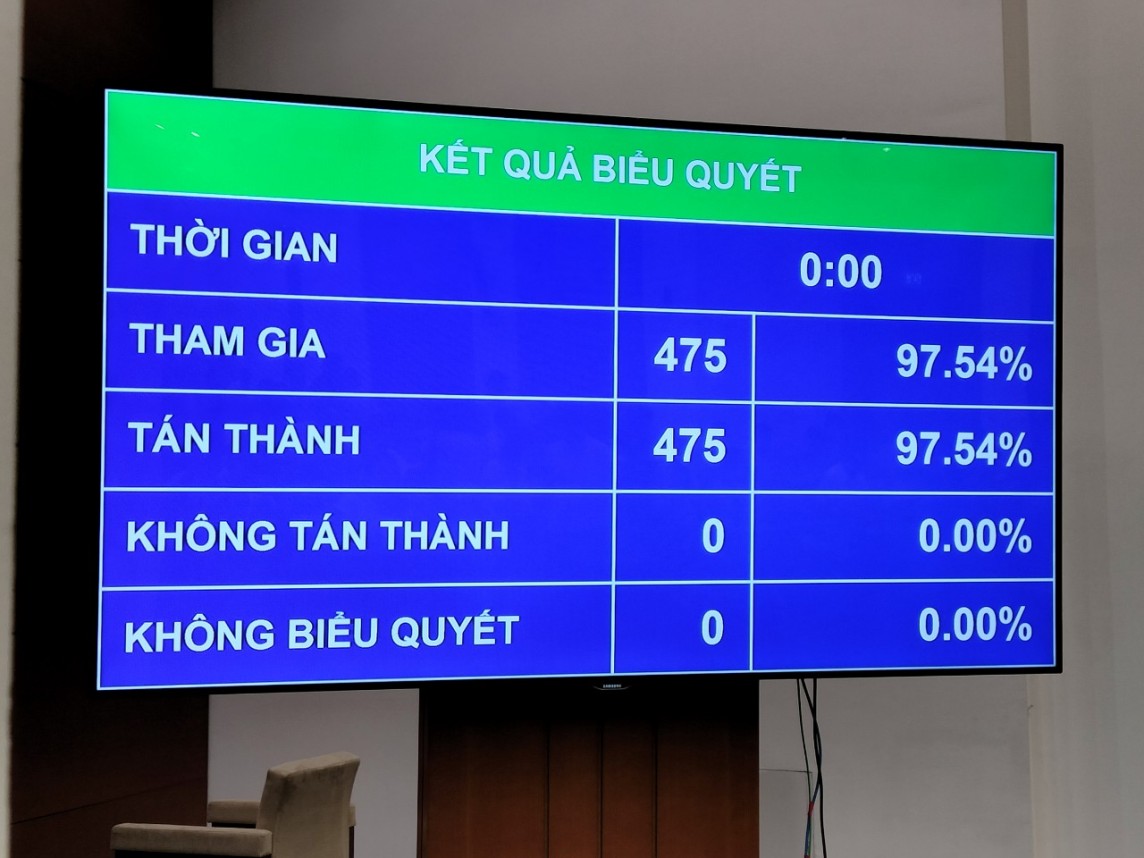 KẾT QUẢ BIỂU QUYẾT
THỜI GIAN 0:00
THAM GIA 475 97.54%
TÁN THÀNH 475 97.54%
KHÔNG TÁN THÀNH 0 0.00%
KHÔNG BIỂU QUYẾT 0 0.00%
SAMSUNG